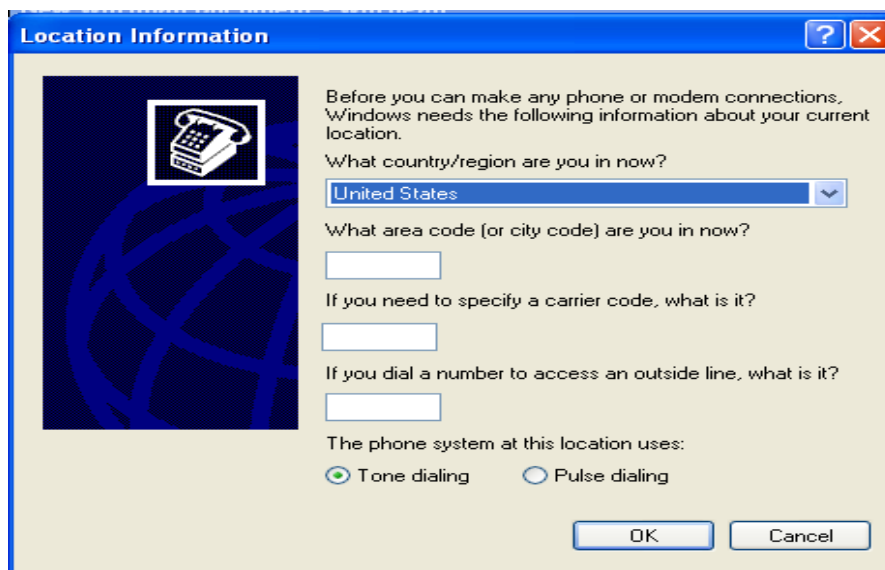 Location Information
Before you can make any phone or modem connections,
Windows needs the following information about your current
location.
What country/region are you in now?
United States
What area code (or city code) are you in now?
If you need to specify a carrier code, what is it?
If you dial a number to access an outside line, what is it?
The phone system at this location uses:
Tone dialing Pulse dialing
OK Cancel